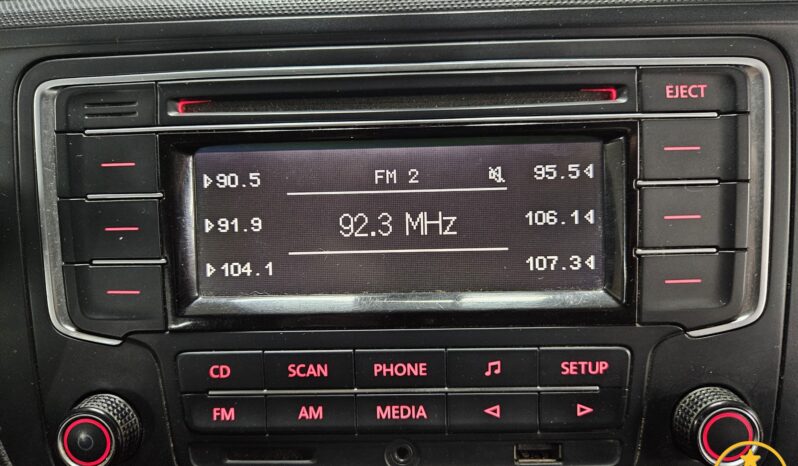 EJECT
90.5 FM 2 95.5
91.9 92.3 MHz 106.1
104.1 107.3
CD SCAN PHONE SETUP
FM AM MEDIA